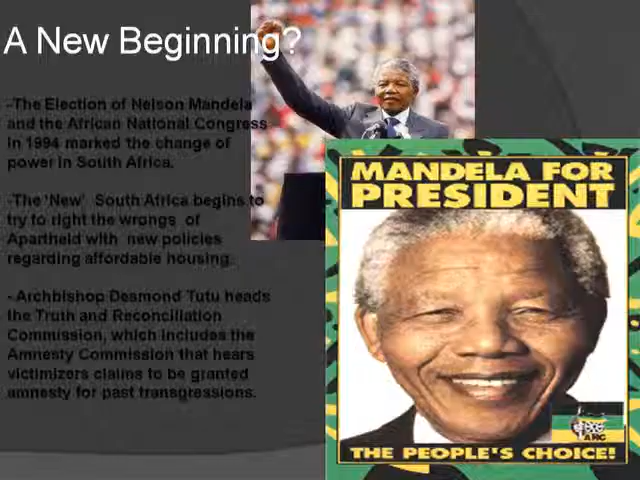 A New Beginning?
-The Election of Nelson Mandela
and the African National Congress
in 1994 marked the change of
power in South Africa.
-The 'New' South Africa begins to
try to right the wrongs of
Apartheid with new policies
regarding affordable housing.
- Archbishop Desmond Tutu heads
the Truth and Reconciliation
Commission, which includes the
Amnesty Commission that hears
victimizers claims to be granted
amnesty for past transgressions.
MANDELA FOR
PRESIDENT
ANC
THE PEOPLE'S CHOICE!